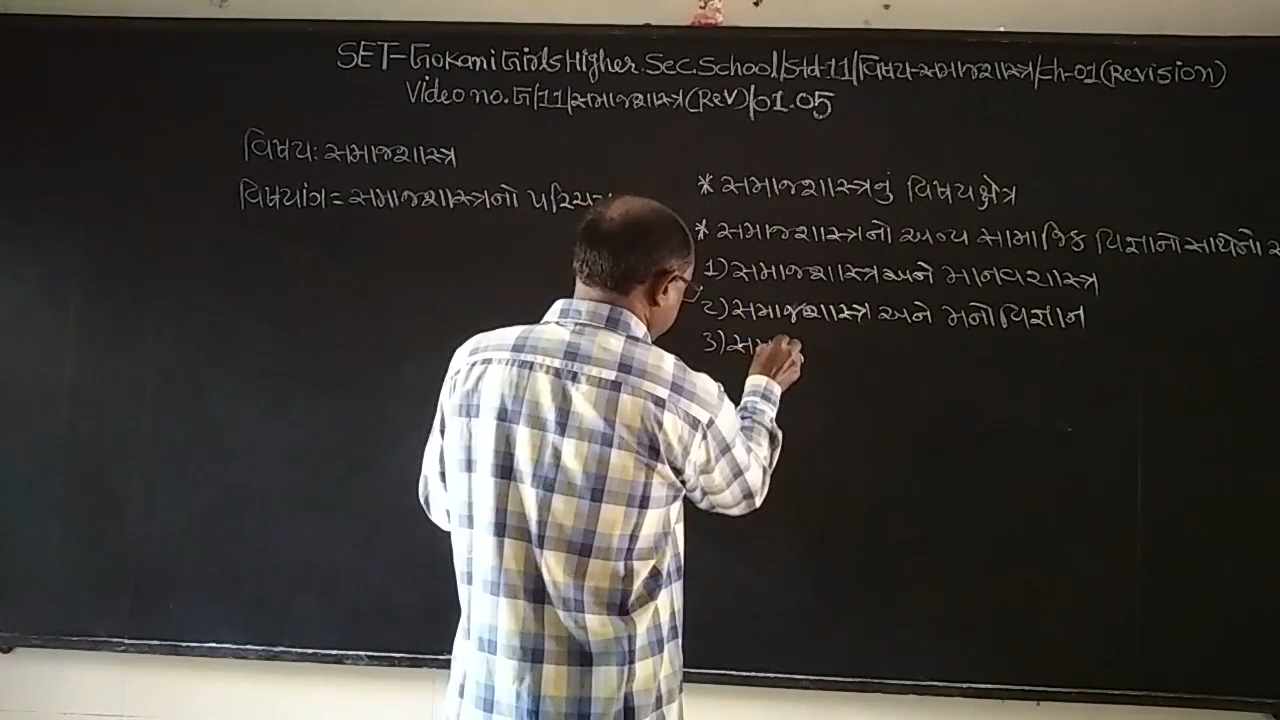 SET-Gokani Girls Higher.Sec.School/Std-11/વિષય-સમાજશાસ્ત્ર/Ch-01(Revision)
Video no.G/11/સમાજશાસ્ત્ર(Rev)/01.05
વિષય: સમાજશાસ્ત્ર
વિષયાંગ = સમાજશાસ્ત્રનો
* સમાજશાસ્ત્રનું વિષયક્ષેત્ર
* સમાજશાસ્ત્રનો અન્ય સામાજિક વિજ્ઞાનો સાથેનો
1) સમાજશાસ્ત્ર અને માનવશાસ્ત્ર
2) સમાજશાસ્ત્ર અને મનોવિજ્ઞાન
3)